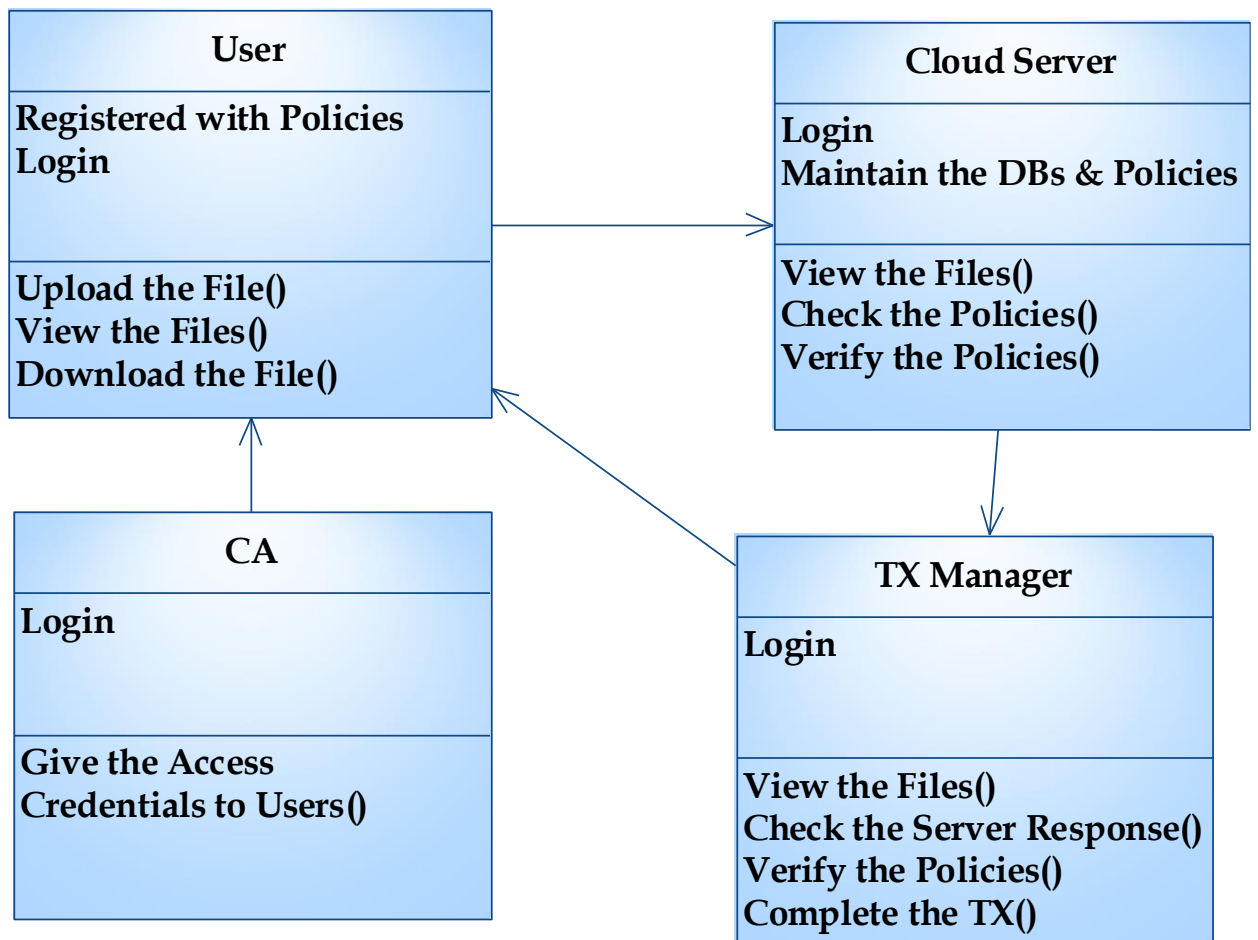 User
Registered with Policies
Login
Upload the File()
View the Files()
Download the File()
Cloud Server
Login
Maintain the DBs & Policies
View the Files()
Check the Policies()
Verify the Policies()
CA
Login
Give the Access
Credentials to Users()
TX Manager
Login
View the Files()
Check the Server Response()
Verify the Policies()
Complete the TX()